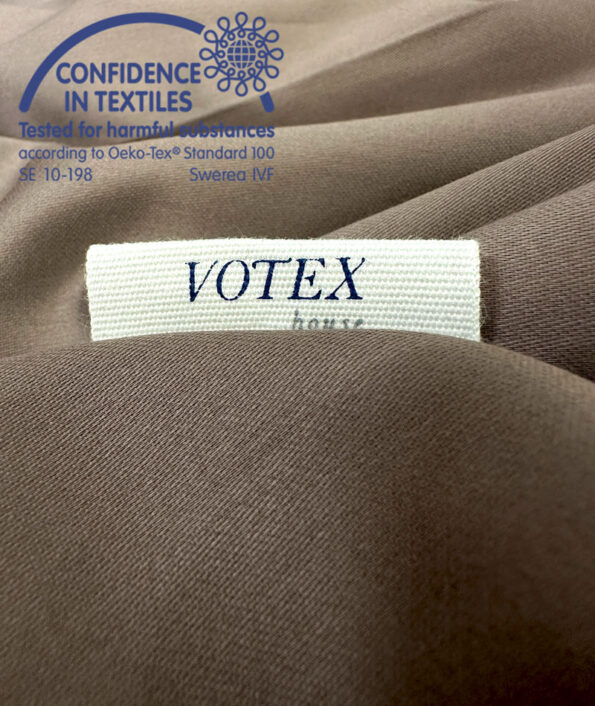 CONFIDENCE
IN TEXTILES
Tested for harmful substances
according to Oeko-Tex® Standard 100
SE 10-198 Swerea IVF
VOTEX
house